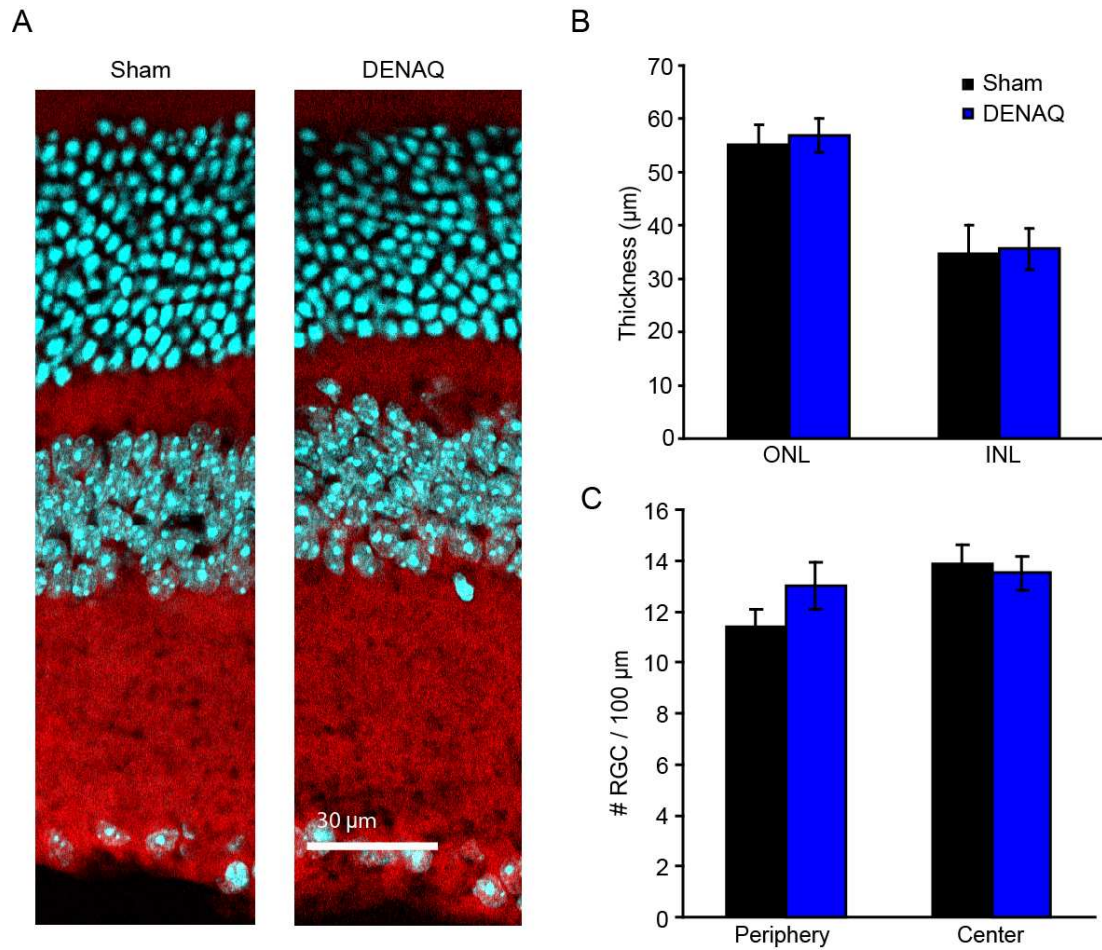 A
Sham
DENAQ
30 µm
B
70
60
50
40
30
20
10
0
Thickness (µm)
Sham
DENAQ
ONL
INL
C
16
14
12
10
8
6
4
2
0
# RGC / 100 µm
Periphery
Center